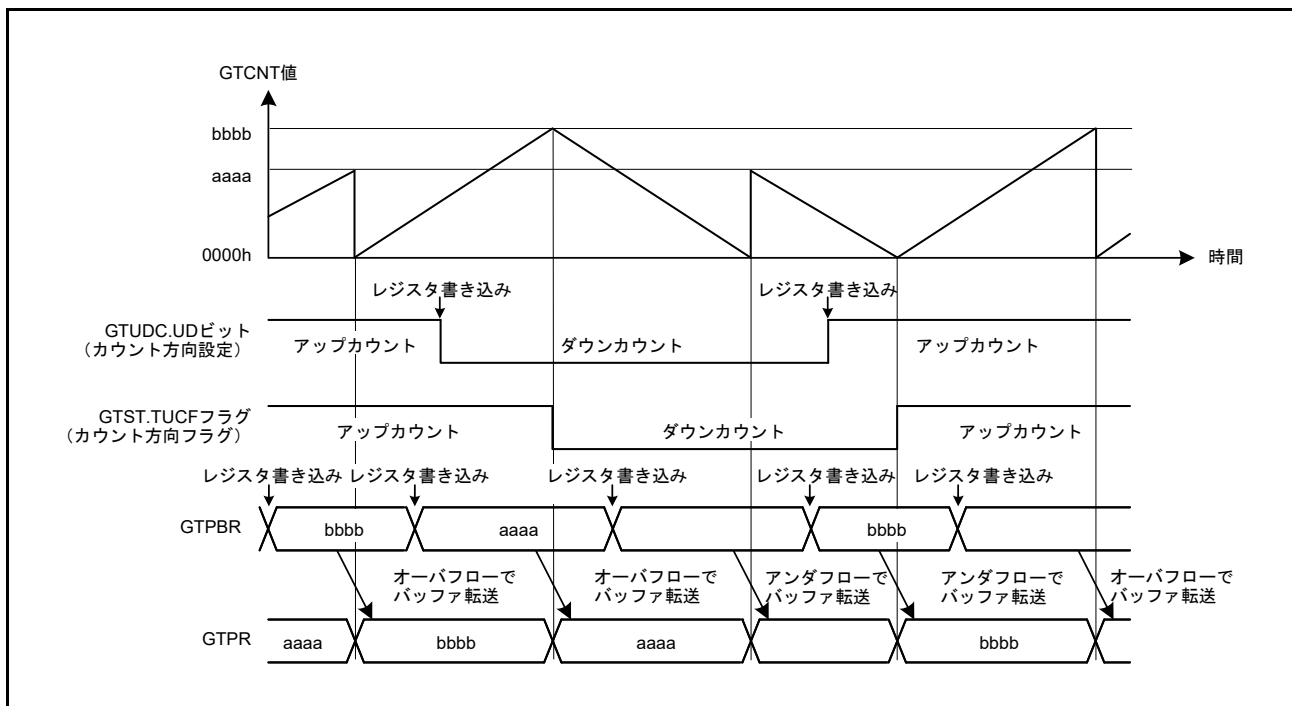 GTCNT値
bbbb
aaaa
0000h
時間
レジスタ書き込み
レジスタ書き込み
GTUDC.UDビット
（カウント方向設定）
アップカウント
ダウンカウント
アップカウント
GTST.TUCFフラグ
（カウント方向フラグ）
アップカウント
ダウンカウント
アップカウント
レジスタ書き込み
レジスタ書き込み
レジスタ書き込み
レジスタ書き込み
レジスタ書き込み
GTPBR
bbbb
aaaa
bbbb
オーバフローで
バッファ転送
オーバフローで
バッファ転送
アンダフローで
バッファ転送
アンダフローで
バッファ転送
オーバフローで
バッファ転送
GTPR
aaaa
bbbb
aaaa
bbbb